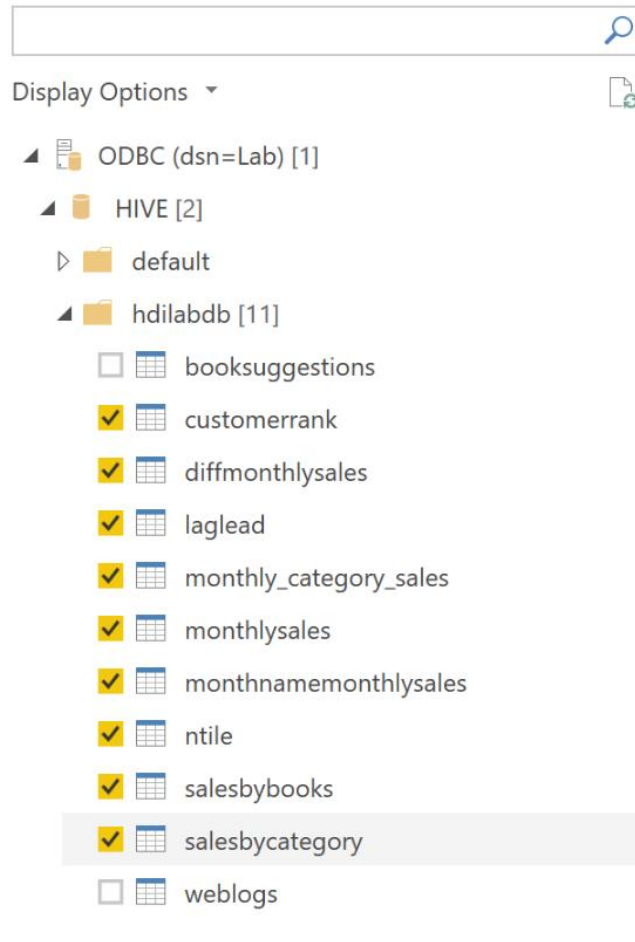 Display Options
ODBC (dsn=Lab) [1]
HIVE [2]
default
hdilabdb [11]
booksuggestions
customerrank
diffmonthlysales
laglead
monthly_category_sales
monthlysales
monthnamemonthlysales
ntile
salesbybooks
salesbycategory
weblogs